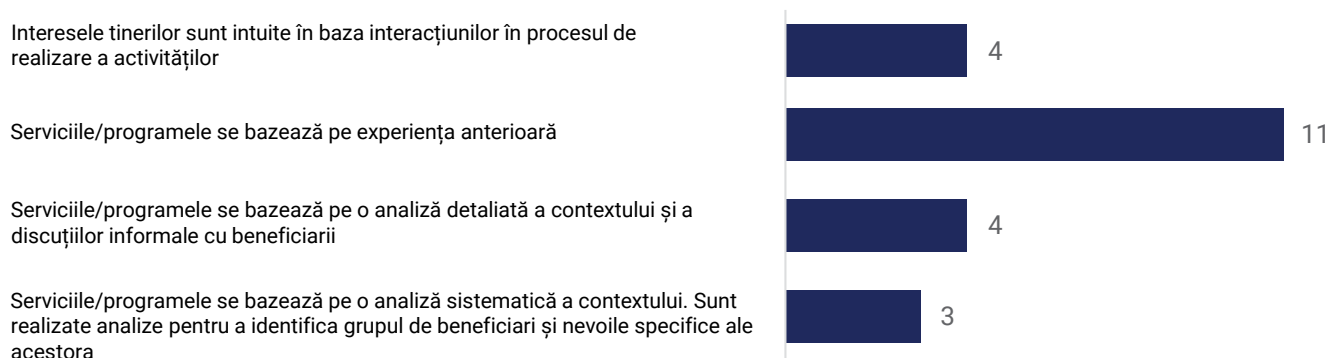 Interesele tinerilor sunt intuite în baza interacțiunilor în procesul de
realizare a activităților
4
Serviciile/programele se bazează pe experiența anterioară
11
Serviciile/programele se bazează pe o analiză detaliată a contextului și a
discuțiilor informale cu beneficiarii
4
Serviciile/programele se bazează pe o analiză sistematică a contextului. Sunt
realizate analize pentru a identifica grupul de beneficiari și nevoile specifice ale
acestora
3